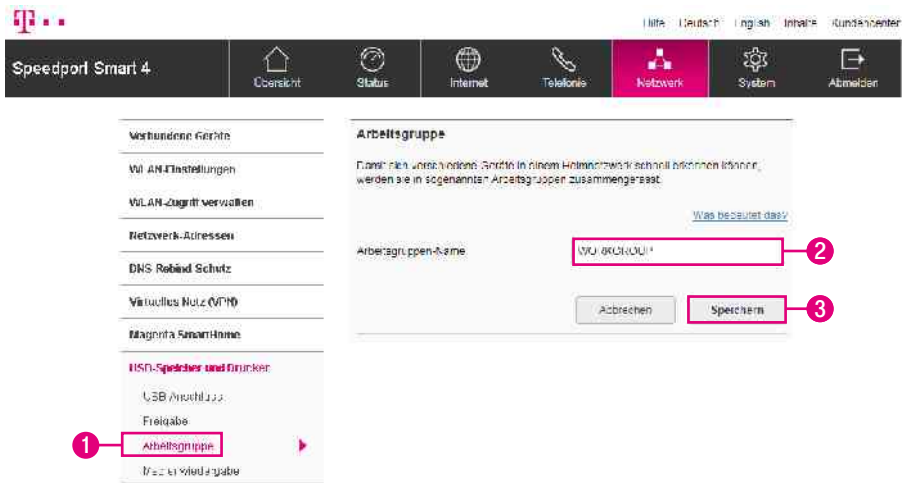 T
Hilfe Deutsch English Inhalte Kundencenter
Speedport Smart 4
Übersicht
Status
Internet
Telefonie
Netzwerk
System
Abmelden
Verbundene Geräte
WLAN-Einstellungen
WLAN-Zugriff verwalten
Netzwerk-Adressen
DNS Rebind Schutz
Virtuelles Netz (VPN)
Magenta SmartHome
USB-Speicher und Drucker
USB Anschluss
Freigabe
1
Arbeitsgruppe
Medienwiedergabe
Arbeitsgruppe
Damit sich verschiedene Geräte in einem Heimnetzwerk schnell erkennen können,
werden sie in sogenannten Arbeitsgruppen zusammengefasst.
Was bedeutet das?
Arbeitsgruppen-Name
WORKGROUP
2
Abbrechen
Speichern
3